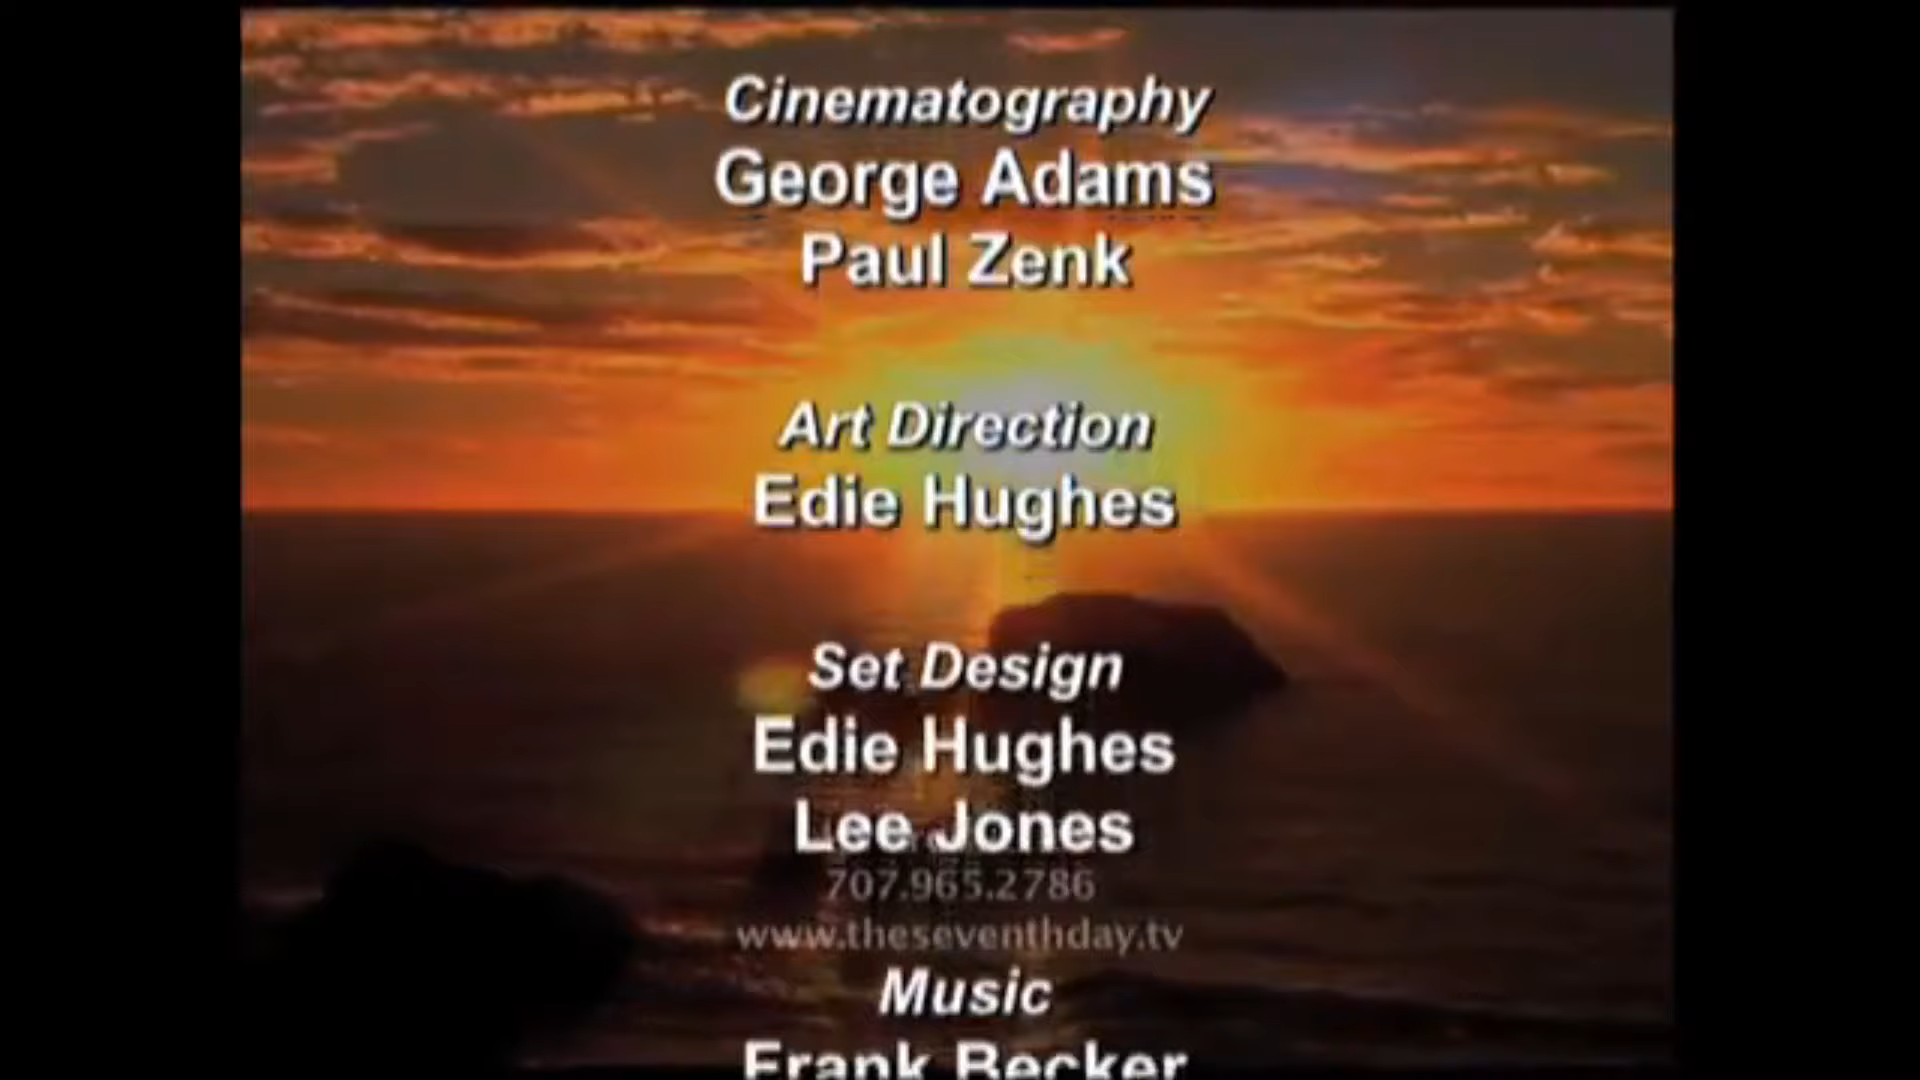 Cinematography
George Adams
Paul Zenk
Art Direction
Edie Hughes
Set Design
Edie Hughes
Lee Jones
707.965.2786
www.theseventhday.tv
Music
Frank Becker